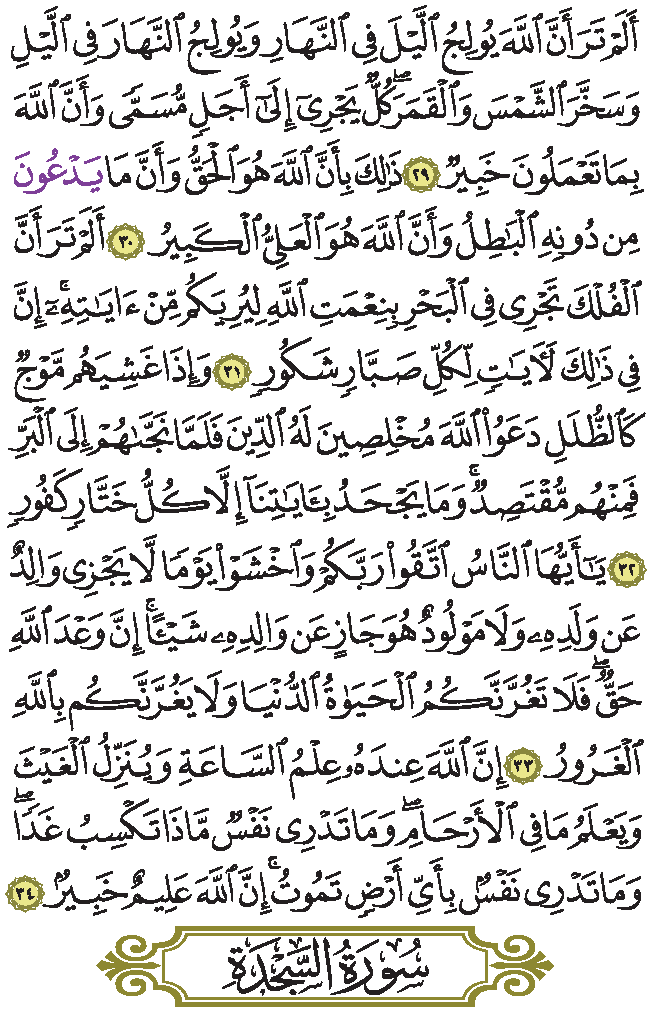 أَلَمْ تَرَ أَنَّ ٱللَّهَ يُولِجُ ٱلَّيْلَ فِى ٱلنَّهَارِ وَيُولِجُ ٱلنَّهَارَ فِى ٱلَّيْلِ
وَسَخَّرَ ٱلشَّمْسَ وَٱلْقَمَرَۖ كُلٌّ يَجْرِىٓ إِلَىٰٓ أَجَلٍ مُّسَمًّى وَأَنَّ ٱللَّهَ
بِمَا تَعْمَلُونَ خَبِيرٌ ٢٩ ذَٰلِكَ بِأَنَّ ٱللَّهَ هُوَ ٱلْحَقُّ وَأَنَّ مَا يَدْعُونَ
مِن دُونِهِ ٱلْبَٰطِلُ وَأَنَّ ٱللَّهَ هُوَ ٱلْعَلِىُّ ٱلْكَبِيرُ ٣٠ أَلَمْ تَرَ أَنَّ
ٱلْفُلْكَ تَجْرِى فِى ٱلْبَحْرِ بِنِعْمَتِ ٱللَّهِ لِيُرِيَكُم مِّنْ ءَايَٰتِهِۦٓۚ إِنَّ
فِى ذَٰلِكَ لَءَايَٰتٍ لِّكُلِّ صَبَّارٍ شَكُورٍ ٣١ وَإِذَا غَشِيَهُم مَّوْجٌ
كَٱلظُّلَلِ دَعَوُا۟ ٱللَّهَ مُخْلِصِينَ لَهُ ٱلدِّينَ فَلَمَّا نَجَّىٰهُمْ إِلَى ٱلْبَرِّ
فَمِنْهُم مُّقْتَصِدٌۚ وَمَا يَجْحَدُ بِـَٔايَٰتِنَآ إِلَّا كُلُّ خَتَّارٍ كَفُورٍ
٣٢ يَٰٓأَيُّهَا ٱلنَّاسُ ٱتَّقُوا۟ رَبَّكُمْ وَٱخْشَوْا۟ يَوْمًا لَّا يَجْزِى وَالِدٌ
عَن وَلَدِهِۦ وَلَا مَوْلُودٌ هُوَ جَازٍ عَن وَالِدِهِۦ شَيْـًٔاۚ إِنَّ وَعْدَ ٱللَّهِ
حَقٌّۖ فَلَا تَغُرَّنَّكُمُ ٱلْحَيَوٰةُ ٱلدُّنْيَا وَلَا يَغُرَّنَّكُم بِٱللَّهِ
ٱلْغَرُورُ ٣٣ إِنَّ ٱللَّهَ عِندَهُۥ عِلْمُ ٱلسَّاعَةِ وَيُنَزِّلُ ٱلْغَيْثَ
وَيَعْلَمُ مَا فِى ٱلْأَرْحَامِۖ وَمَا تَدْرِى نَفْسٌ مَّاذَا تَكْسِبُ غَدًاۖ
وَمَا تَدْرِى نَفْسٌۢ بِأَىِّ أَرْضٍ تَمُوتُۚ إِنَّ ٱللَّهَ عَلِيمٌ خَبِيرٌۢ ٣٤
سُورَةُ ٱلسَّجْدَةِ